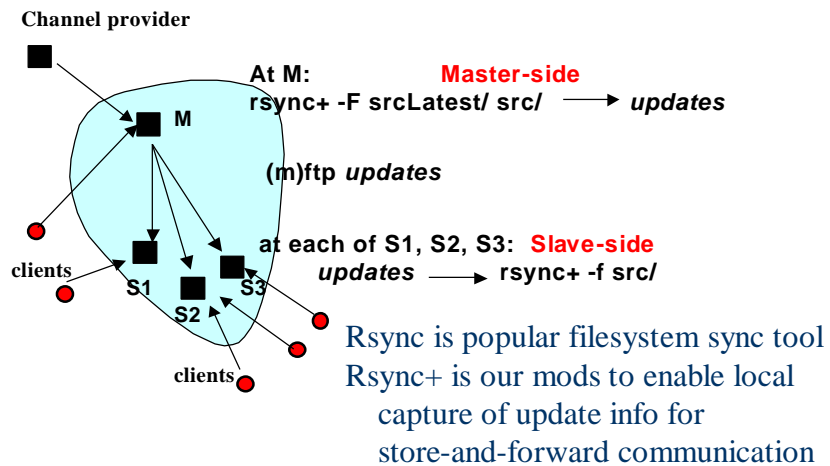 Channel provider
At M: Master-side
rsync+ -F srcLatest/ src/ updates
M
(m)ftp updates
at each of S1, S2, S3: Slave-side
updates rsync+ -f src/
clients
S1
S2
S3
clients
Rsync is popular filesystem sync tool
Rsync+ is our mods to enable local
capture of update info for
store-and-forward communication